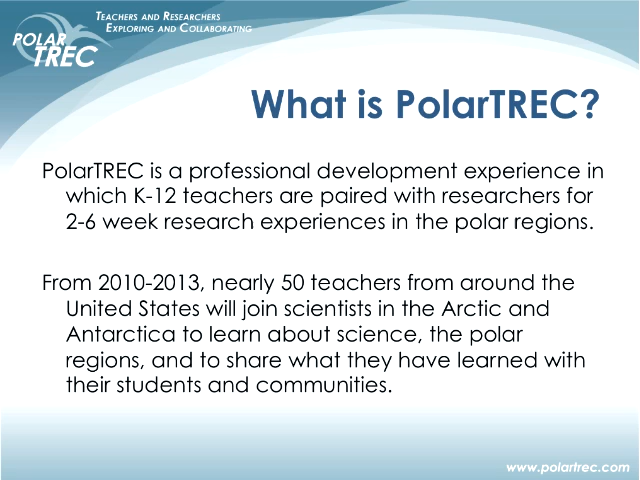 TEACHERS AND RESEARCHERS
EXPLORING AND COLLABORATING
POLAR
TREC
What is PolarTREC?
PolarTREC is a professional development experience in
which K-12 teachers are paired with researchers for
2-6 week research experiences in the polar regions.
From 2010-2013, nearly 50 teachers from around the
United States will join scientists in the Arctic and
Antarctica to learn about science, the polar
regions, and to share what they have learned with
their students and communities.
www.polartrec.com